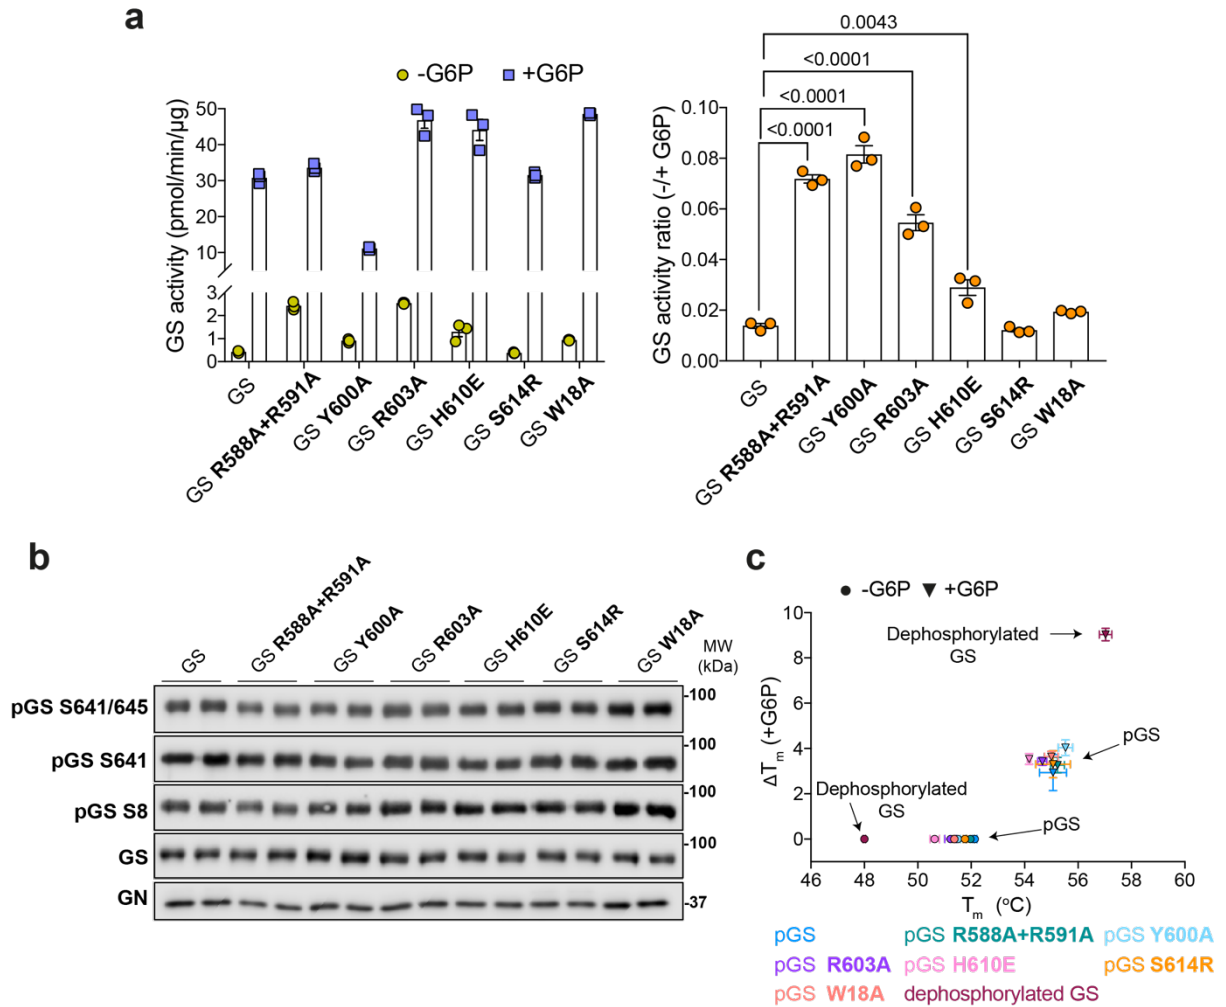 a
-G6P
+G6P
GS activity (pmol/min/μg)
50
30
20
10
3
2
1
0
GS
GS R588A+R591A
GS Y600A
GS R603A
GS H610E
GS S614R
GS W18A
0.0043
<0.0001
<0.0001
<0.0001
GS activity ratio (-/+ G6P)
0.10
0.08
0.06
0.04
0.02
0.00
GS
GS R588A+R591A
GS Y600A
GS R603A
GS H610E
GS S614R
GS W18A
b
GS
GS R588A+R591A
GS Y600A
GS R603A
GS H610E
GS S614R
GS W18A
MW
(kDa)
pGS S641/645
-100
pGS S641
-100
pGS S8
-100
GS
-100
GN
-37
c
-G6P
+G6P
ΔTm (+G6P)
10
8
6
4
2
0
Dephosphorylated
GS
pGS
Dephosphorylated
GS
pGS
46
48
50
52
54
56
58
60
Tm (°C)
pGS
pGS R588A+R591A
pGS Y600A
pGS R603A
pGS H610E
pGS S614R
pGS W18A
dephosphorylated GS